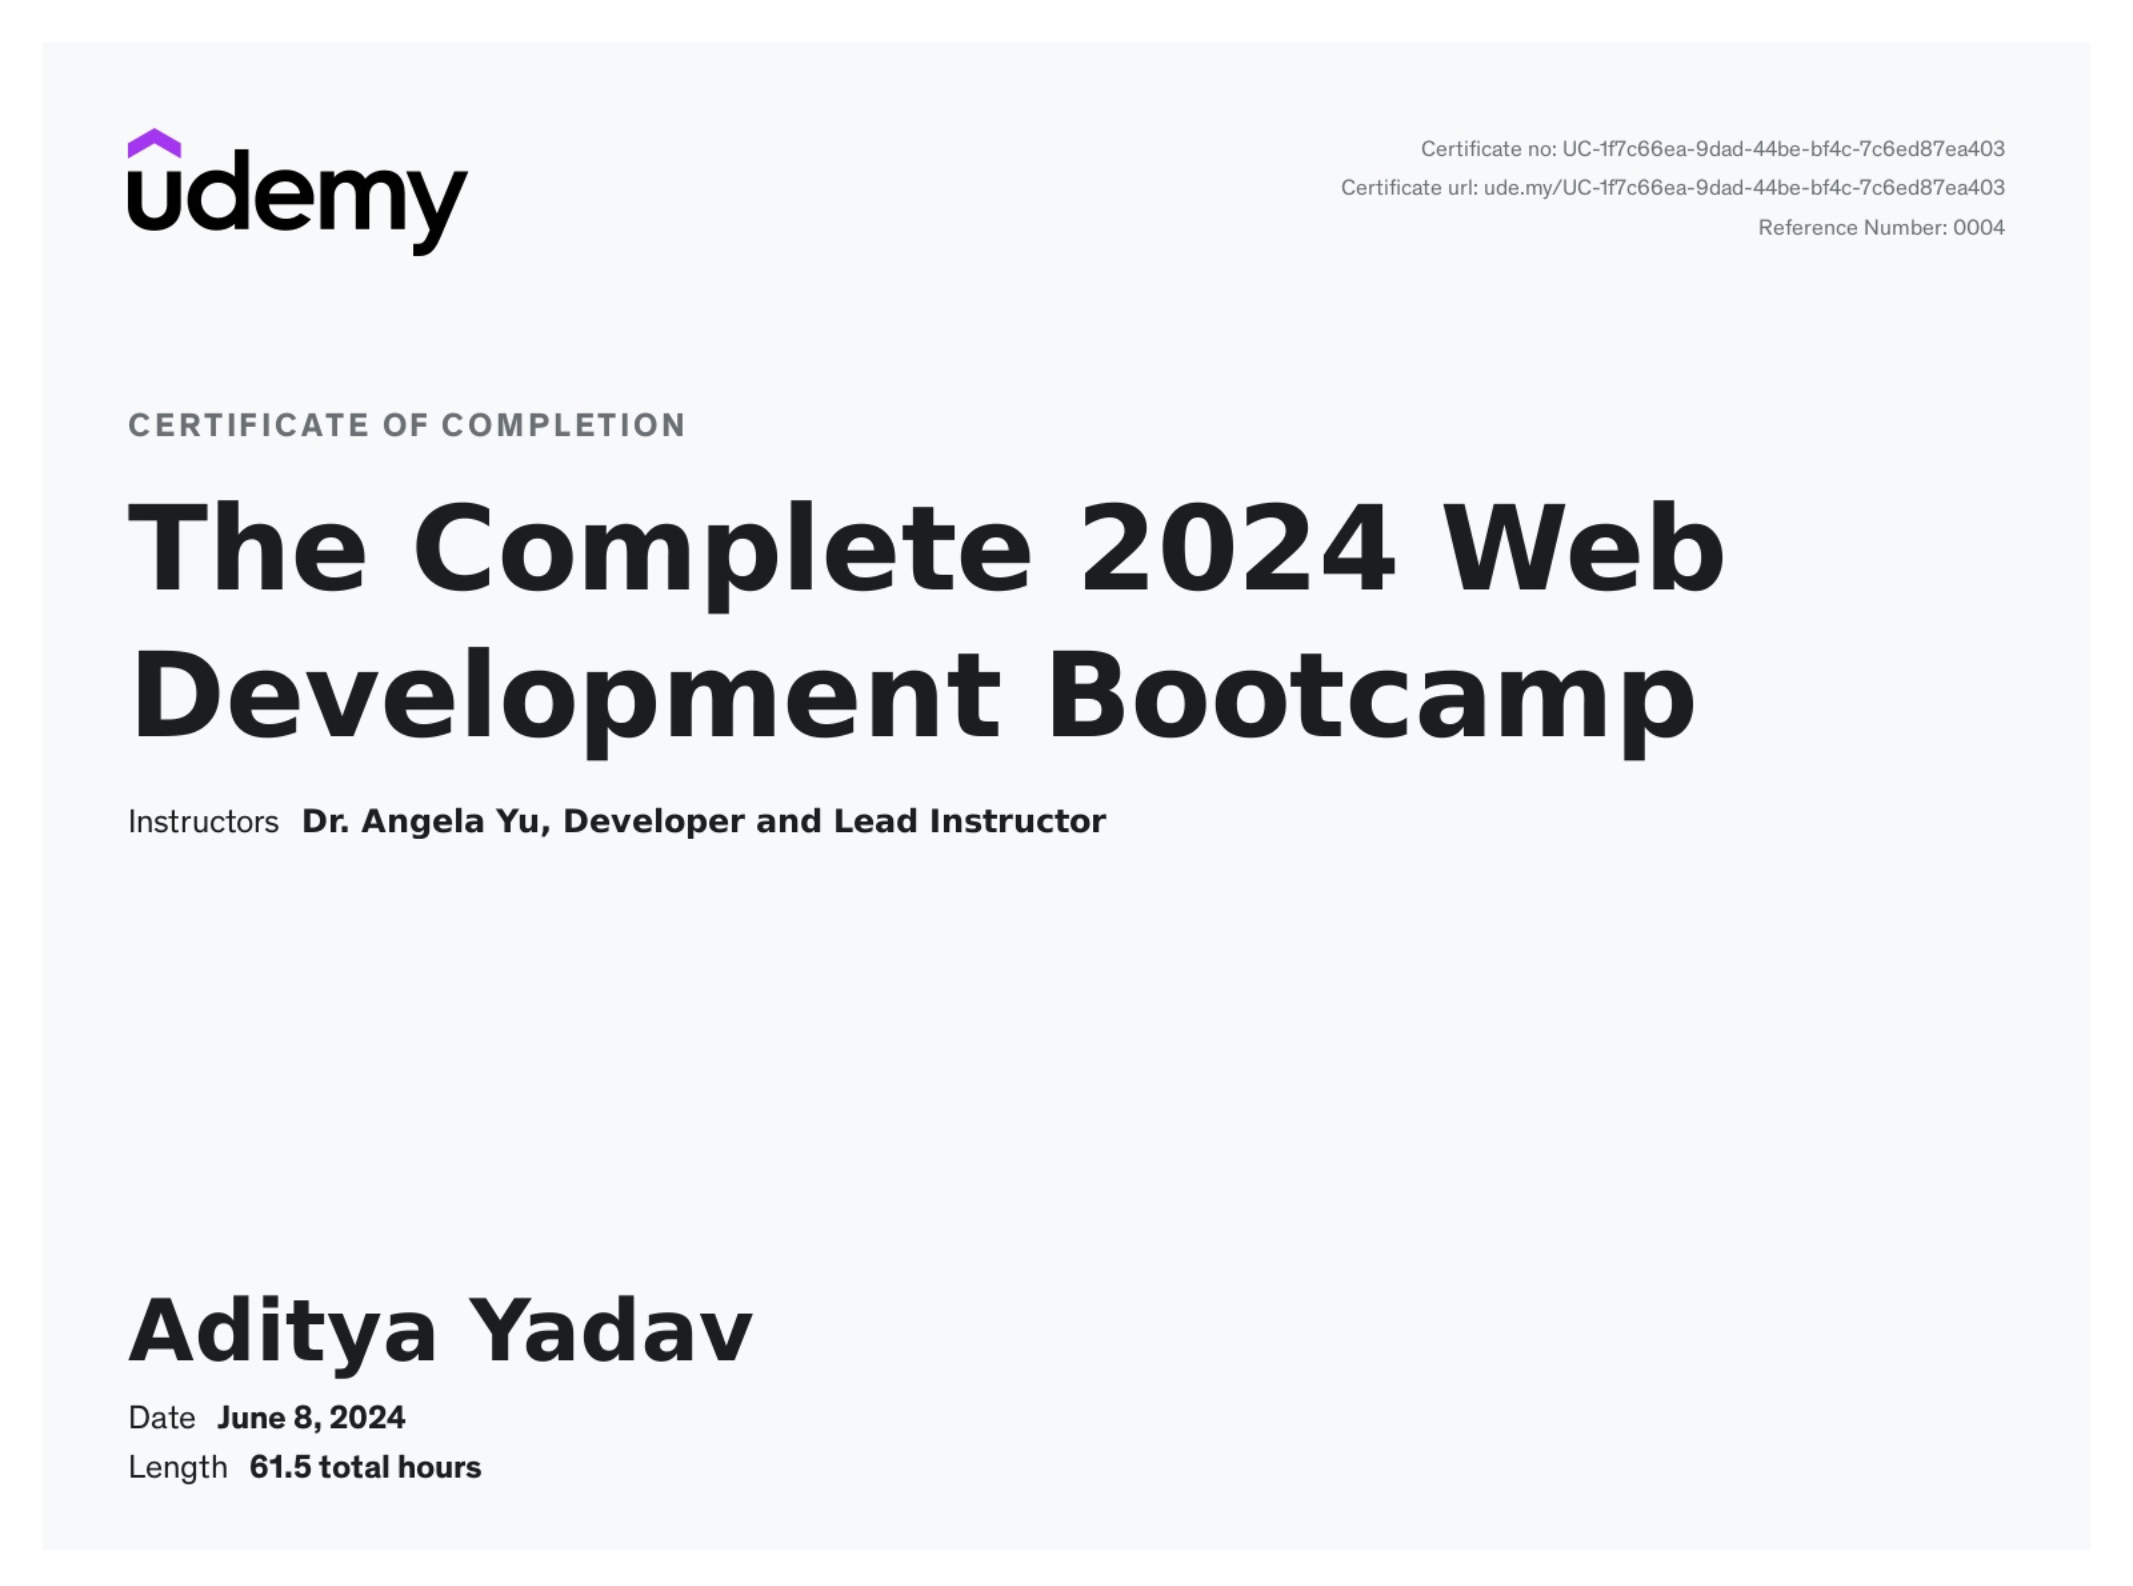 udemy
Certificate no: UC-1f7c66ea-9dad-44be-bf4c-7c6ed87ea403
Certificate url: ude.my/UC-1f7c66ea-9dad-44be-bf4c-7c6ed87ea403
Reference Number: 0004
CERTIFICATE OF COMPLETION
The Complete 2024 Web
Development Bootcamp
Instructors Dr. Angela Yu, Developer and Lead Instructor
Aditya Yadav
Date June 8, 2024
Length 61.5 total hours